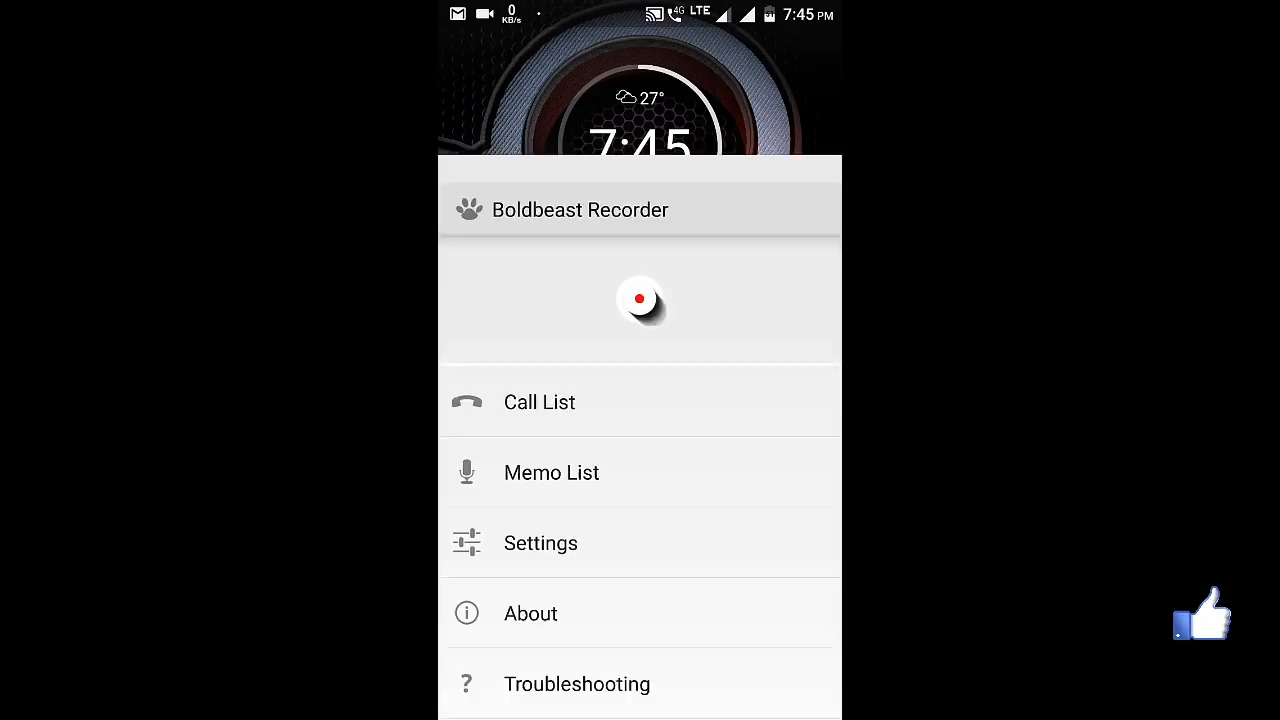 0
KB/s
4G
LTE
7:45 PM
27°
7:45
Boldbeast Recorder
Call List
Memo List
Settings
About
? Troubleshooting